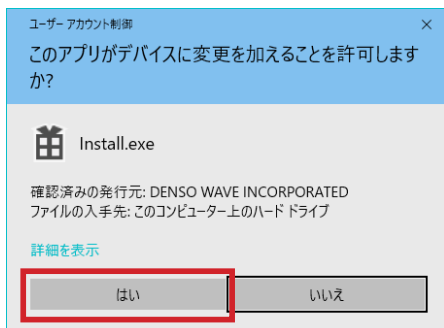 ユーザー アカウント制御
このアプリがデバイスに変更を加えることを許可します
か?
Install.exe
確認済みの発行元: DENSO WAVE INCORPORATED
ファイルの入手先: このコンピューター上のハード ドライブ
詳細を表示
はい
いいえ